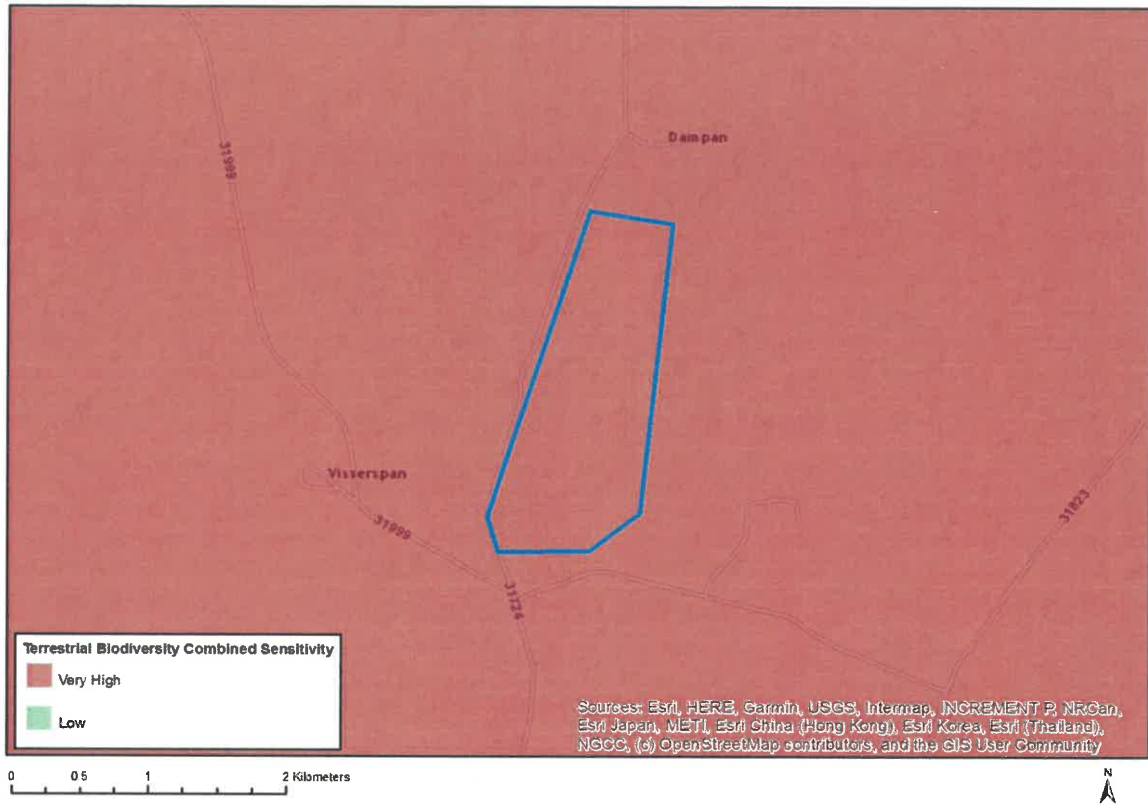 Dampan
31999
Visserspan
31999
31724
31823
Terrestrial Biodiversity Combined Sensitivity
Very High
Low
Sources: Esri, HERE, Garmin, USGS, Intermap, INCREMENT P, NRCan,
Esri Japan, METI, Esri China (Hong Kong), Esri Korea, Esri (Thailand),
NGCC, (c) OpenStreetMap contributors, and the GIS User Community
0 0.5 1 2 Kilometers
N